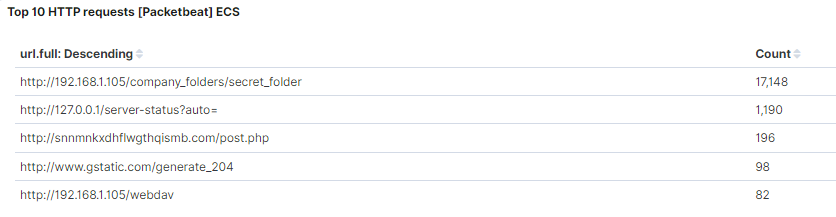 Top 10 HTTP requests [Packetbeat] ECS
url.full: Descending Count
http://192.168.1.105/company_folders/secret_folder 17,148
http://127.0.0.1/server-status?auto= 1,190
http://snnmnkxdhflwgthqismb.com/post.php 196
http://www.gstatic.com/generate_204 98
http://192.168.1.105/webdav 82